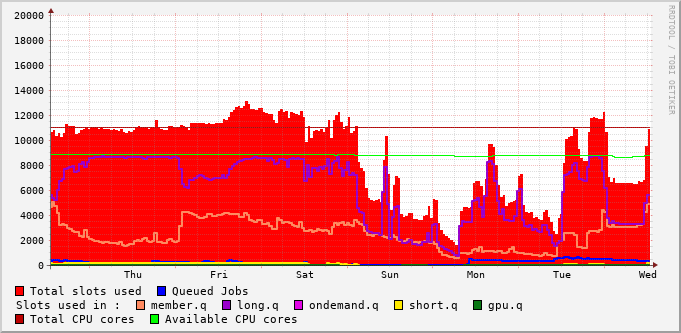 20000
18000
16000
14000
12000
10000
8000
6000
4000
2000
0
Thu Fri Sat Sun Mon Tue Wed
RRDTOOL / TOBI OETIKER
Total slots used Queued Jobs
Slots used in : member.q long.q ondemand.q short.q gpu.q
Total CPU cores Available CPU cores